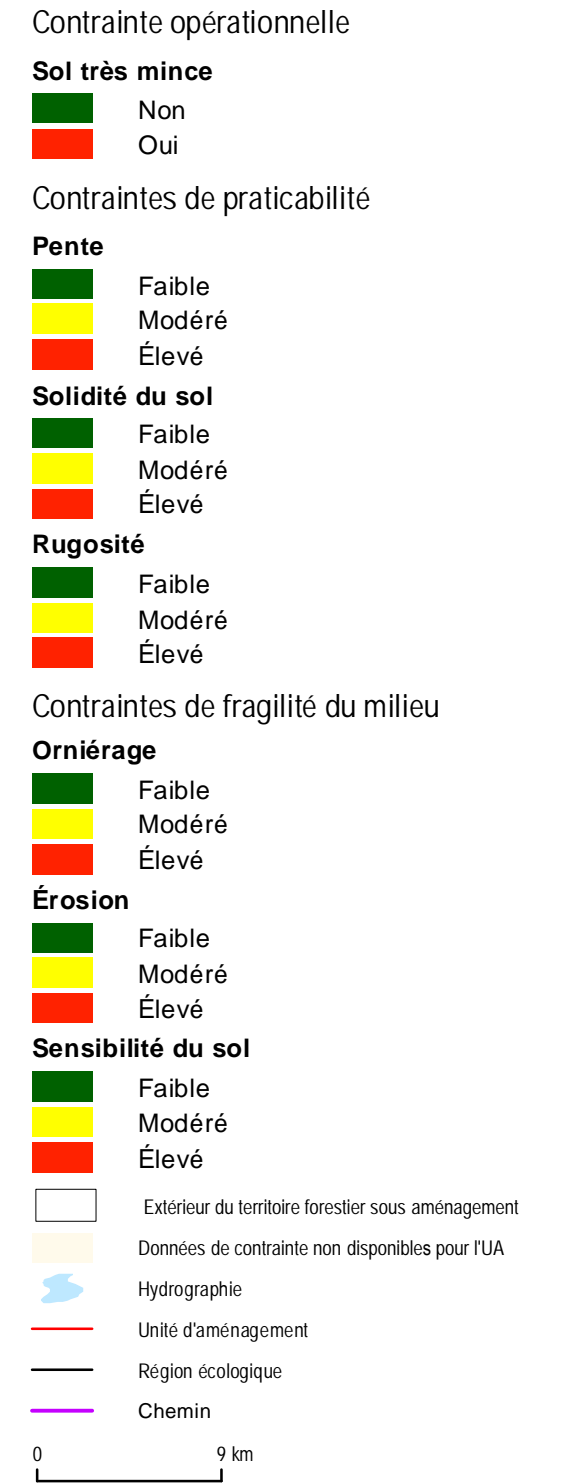 Contrainte opérationnelle
Sol très mince
Non
Oui
Contraintes de praticabilité
Pente
Faible
Modéré
Élevé
Solidité du sol
Faible
Modéré
Élevé
Rugosité
Faible
Modéré
Élevé
Contraintes de fragilité du milieu
Orniérage
Faible
Modéré
Élevé
Érosion
Faible
Modéré
Élevé
Sensibilité du sol
Faible
Modéré
Élevé
Extérieur du territoire forestier sous aménagement
Données de contrainte non disponibles pour l'UA
Hydrographie
Unité d'aménagement
Région écologique
Chemin
0 9 km